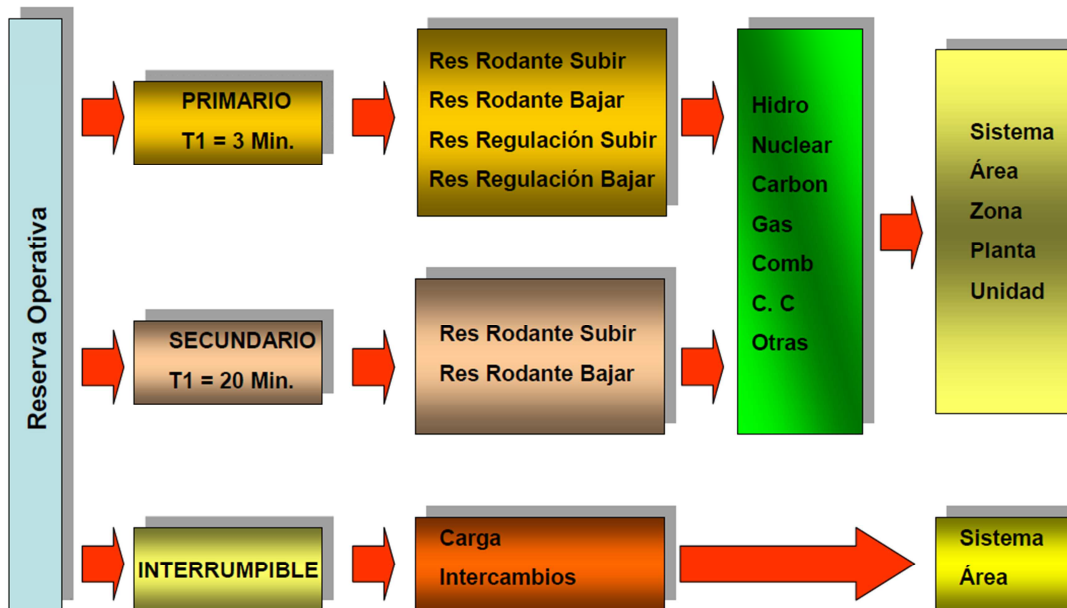 Reserva Operativa
PRIMARIO
T1 = 3 Min.
Res Rodante Subir
Res Rodante Bajar
Res Regulación Subir
Res Regulación Bajar
SECUNDARIO
T1 = 20 Min.
Res Rodante Subir
Res Rodante Bajar
Hidro
Nuclear
Carbon
Gas
Comb
C. C
Otras
Sistema
Área
Zona
Planta
Unidad
INTERRUMPIBLE
Carga
Intercambios
Sistema
Área